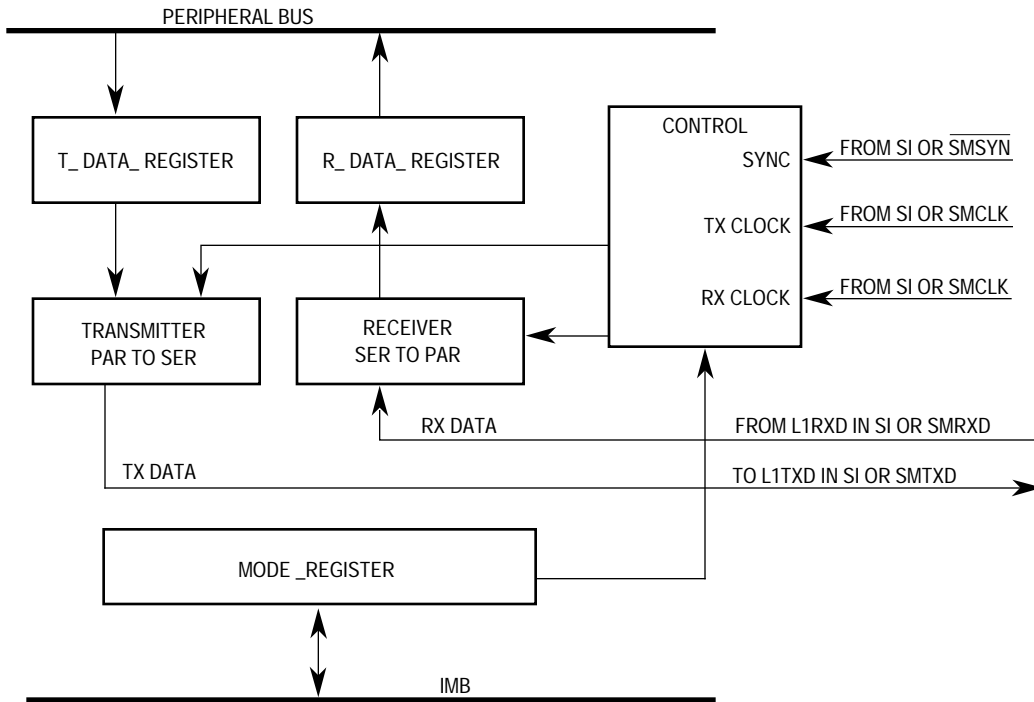 PERIPHERAL BUS
T_ DATA_ REGISTER
R_ DATA_ REGISTER
CONTROL
SYNC
FROM SI OR SMSYN
TX CLOCK
FROM SI OR SMCLK
RX CLOCK
FROM SI OR SMCLK
TRANSMITTER
PAR TO SER
RECEIVER
SER TO PAR
RX DATA
FROM L1RXD IN SI OR SMRXD
TX DATA
TO L1TXD IN SI OR SMTXD
MODE _REGISTER
IMB